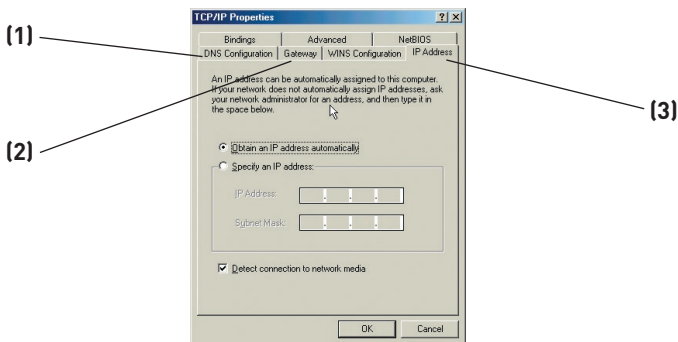 TCP/IP Properties
Bindings Advanced NetBIOS
DNS Configuration Gateway WINS Configuration IP Address
An IP address can be automatically assigned to this computer.
If your network does not automatically assign IP addresses, ask
your network administrator for an address, and then type it in
the space below.
Obtain an IP address automatically
Specify an IP address:
IP Address:
Subnet Mask:
Detect connection to network media
OK Cancel
(1)
(2)
(3)